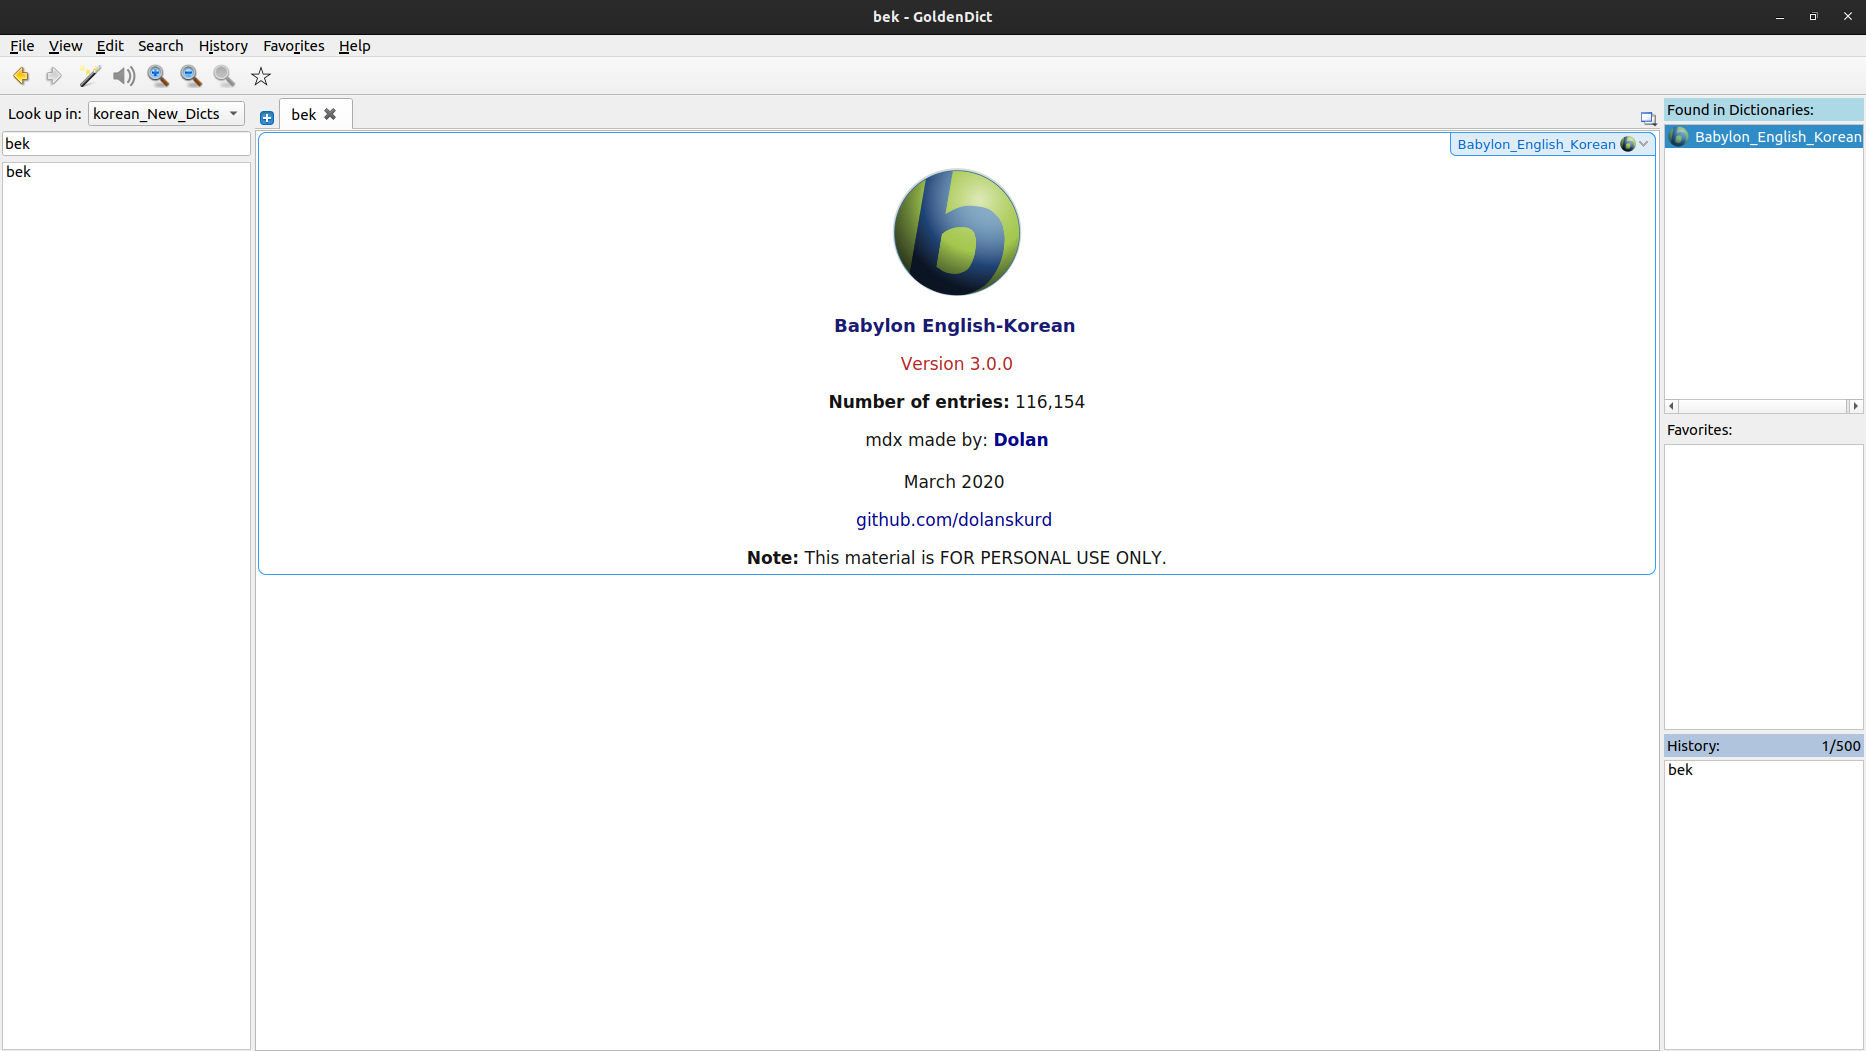 bek - GoldenDict
File View Edit Search History Favorites Help
Look up in: korean_New_Dicts
bek
bek
bek
Babylon_English_Korean
Babylon English-Korean
Version 3.0.0
Number of entries: 116,154
mdx made by: Dolan
March 2020
github.com/dolanskurd
Note: This material is FOR PERSONAL USE ONLY.
Found in Dictionaries:
Babylon_English_Korean
Favorites:
History: 1/500
bek